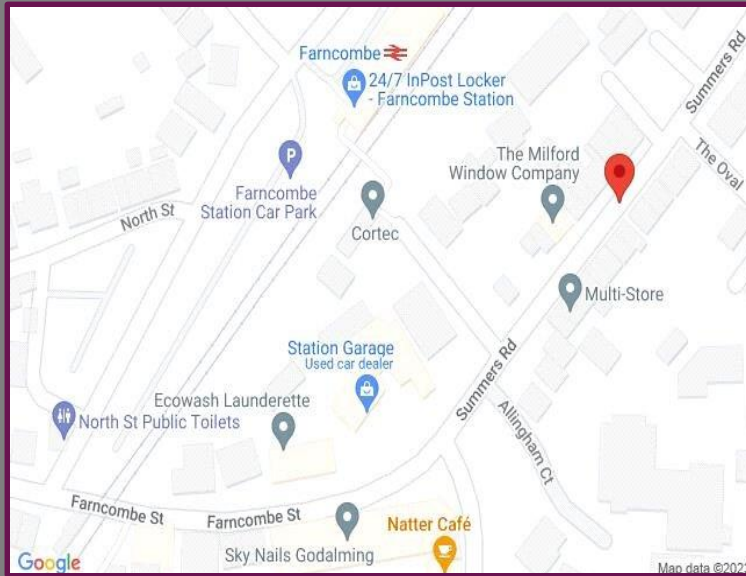 Farncombe
24/7 InPost Locker
- Farncombe Station
Summers Rd
The Milford
Window Company
The Oval
Farncombe
Station Car Park
North St
Cortec
Multi-Store
Station Garage
Used car dealer
Summers Rd
Ecowash Launderette
North St Public Toilets
Allingham Ct
Farncombe St
Farncombe St
Natter Café
Sky Nails Godalming
Google
Map data ©202